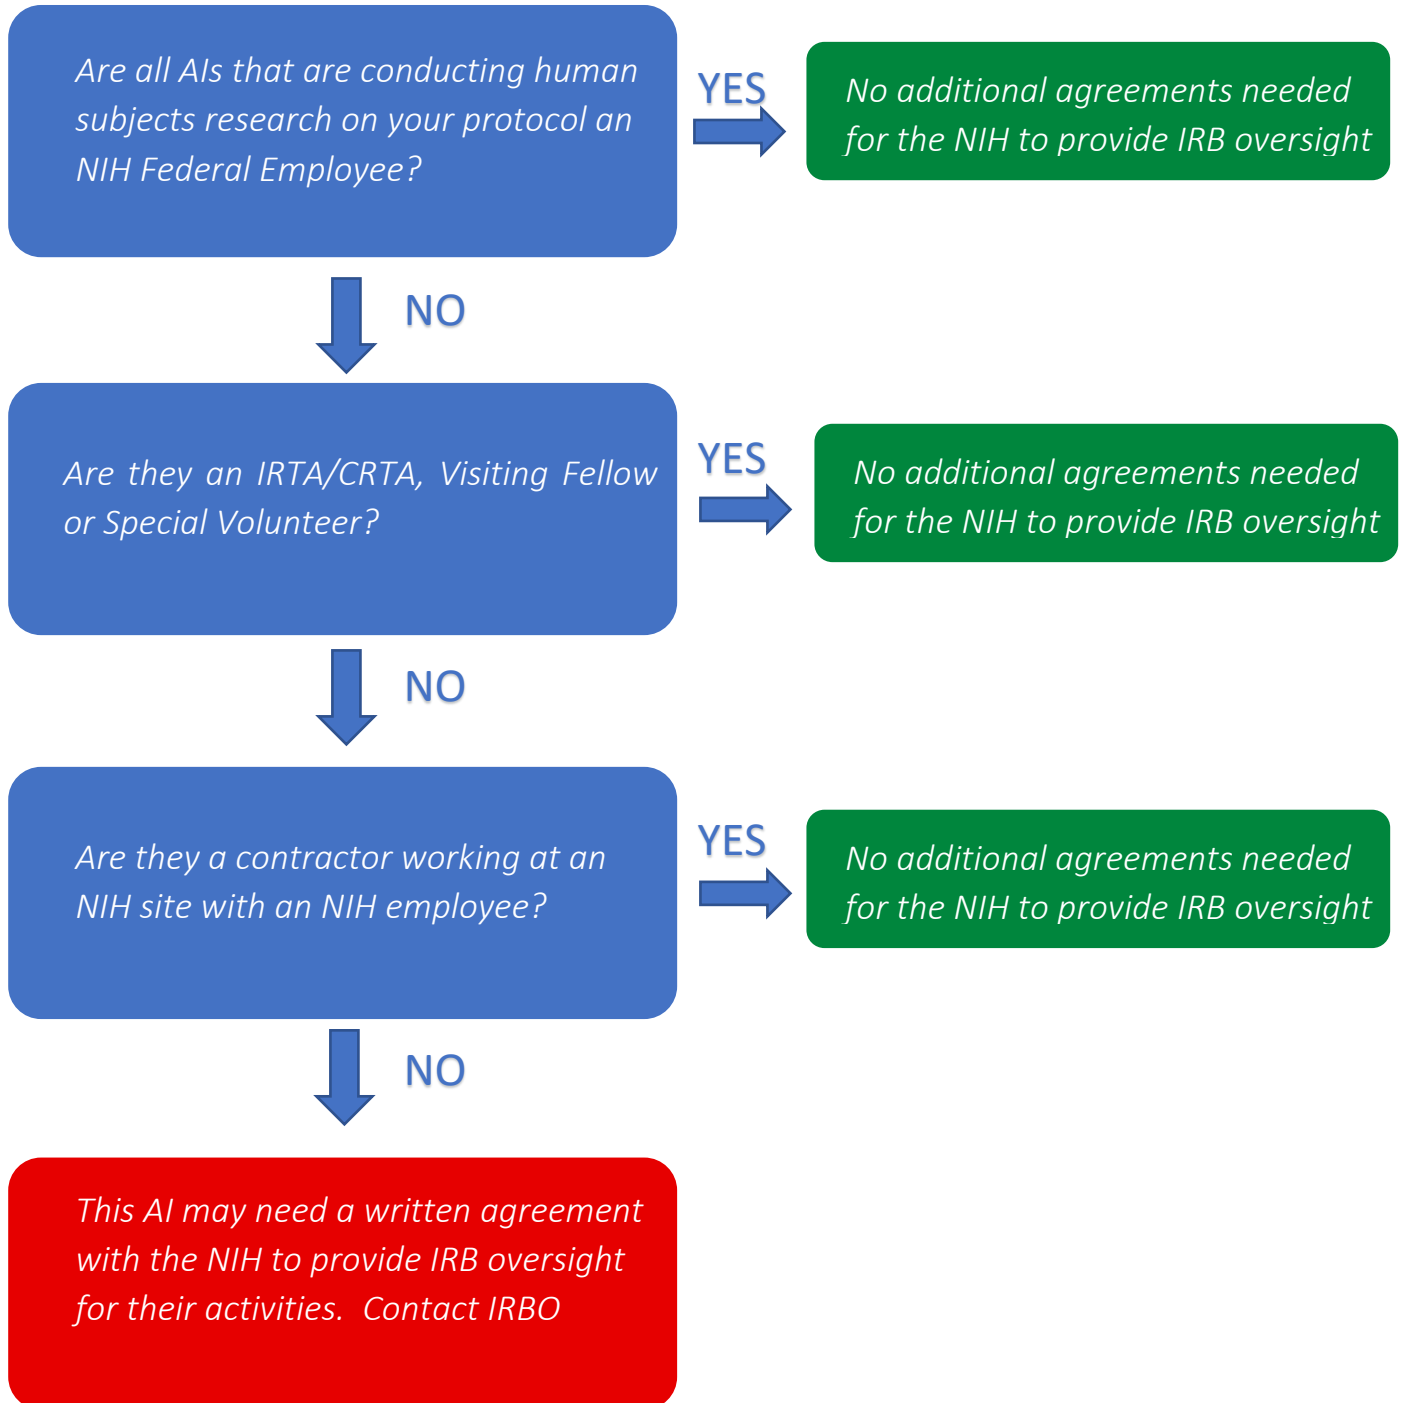 Are all AIs that are conducting human
subjects research on your protocol an
NIH Federal Employee?
YES
No additional agreements needed
for the NIH to provide IRB oversight
NO
Are they an IRTA/CRTA, Visiting Fellow
or Special Volunteer?
YES
No additional agreements needed
for the NIH to provide IRB oversight
NO
Are they a contractor working at an
NIH site with an NIH employee?
YES
No additional agreements needed
for the NIH to provide IRB oversight
NO
This AI may need a written agreement
with the NIH to provide IRB oversight
for their activities.  Contact IRBO